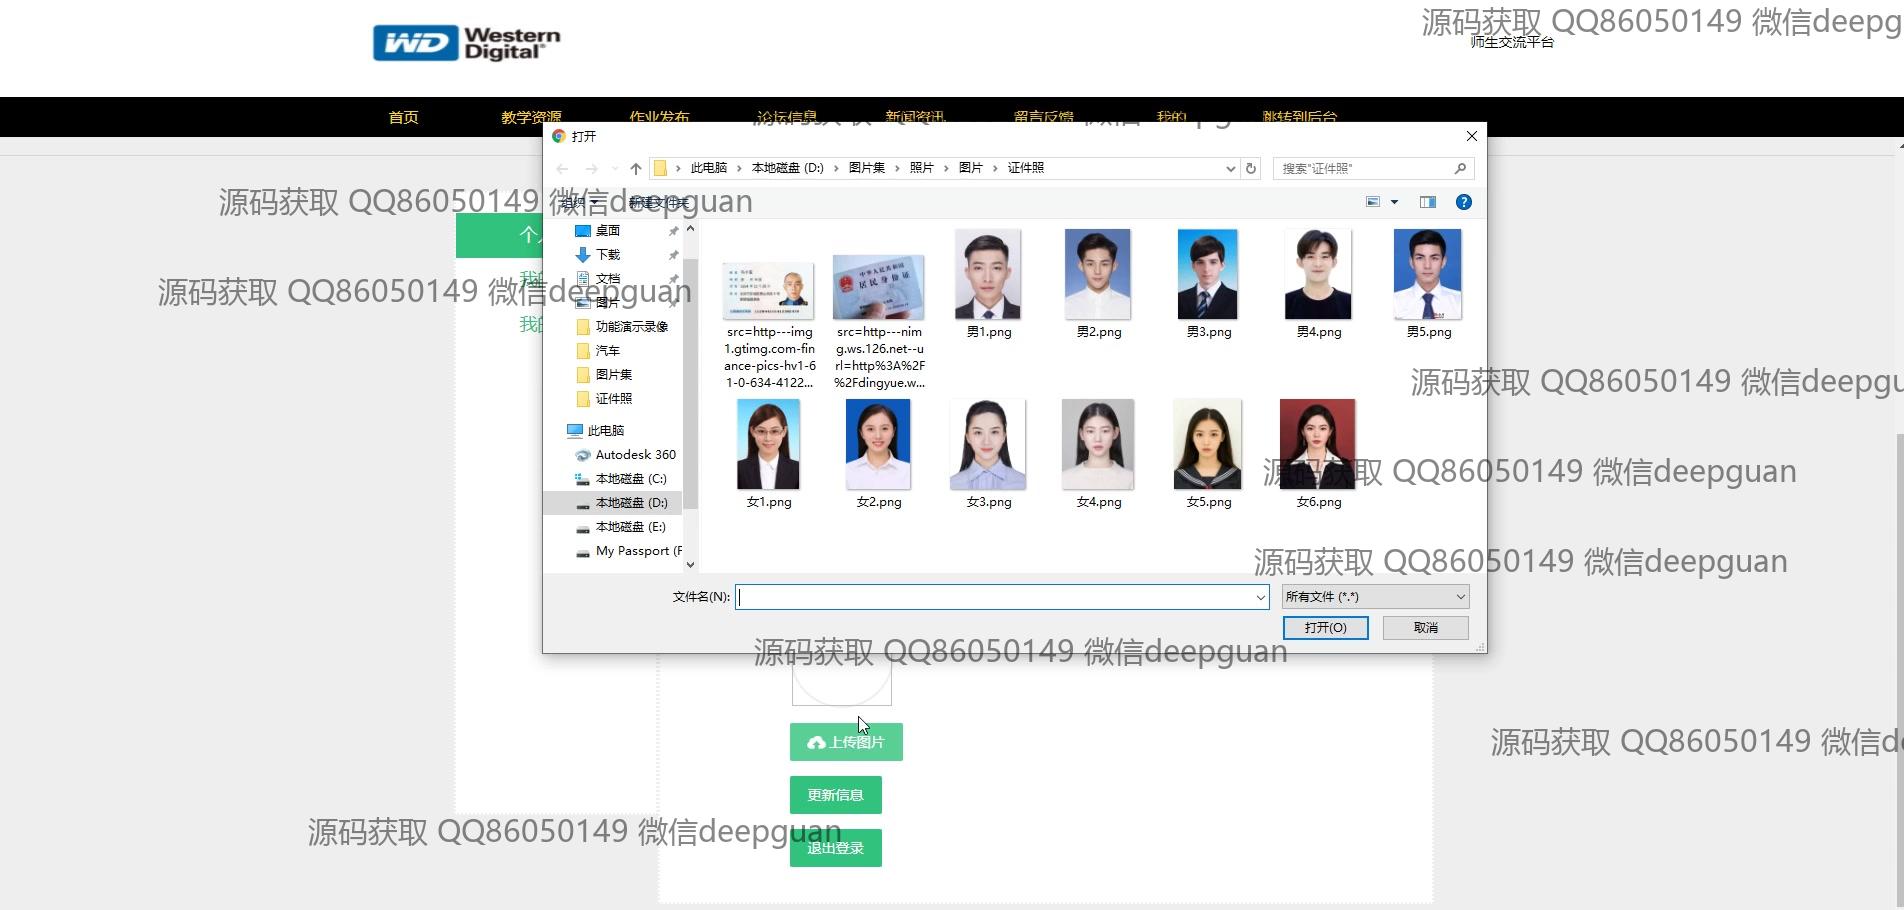 WD Western Digital
源码获取 QQ86050149 微信deepg
师生交流平台
首页 教学资源 作业发布 论坛信息 新闻资讯 留言反馈 我的 跳转到后台
打开
此电脑 本地磁盘 (D:) 图片集 照片 图片 证件照
搜索"证件照"
源码获取 QQ86050149 微信deepguan
组织 新建文件夹
个人
桌面
下载
源码获取 QQ86050149 微信deepguan
我的
文档
图片
我的
功能演示录像
汽车
图片集
证件照
此电脑
Autodesk 360
本地磁盘 (C:)
本地磁盘 (D:)
本地磁盘 (E:)
My Passport (F
src=http---img
1.gtimg.com-fin
ance-pics-hv1-6
1-0-634-4122...
src=http---nim
g.ws.126.net--u
rl=http%3A%2F
%2Fdingyue.w...
男1.png
男2.png
男3.png
男4.png
男5.png
源码获取 QQ86050149 微信deepgu
女1.png
女2.png
女3.png
女4.png
女5.png
女6.png
源码获取 QQ86050149 微信deepguan
源码获取 QQ86050149 微信deepguan
文件名(N):
所有文件 (*.*)
打开(O) 取消
源码获取 QQ86050149 微信deepguan
上传图片
源码获取 QQ86050149 微信de
更新信息
源码获取 QQ86050149 微信deepguan
退出登录